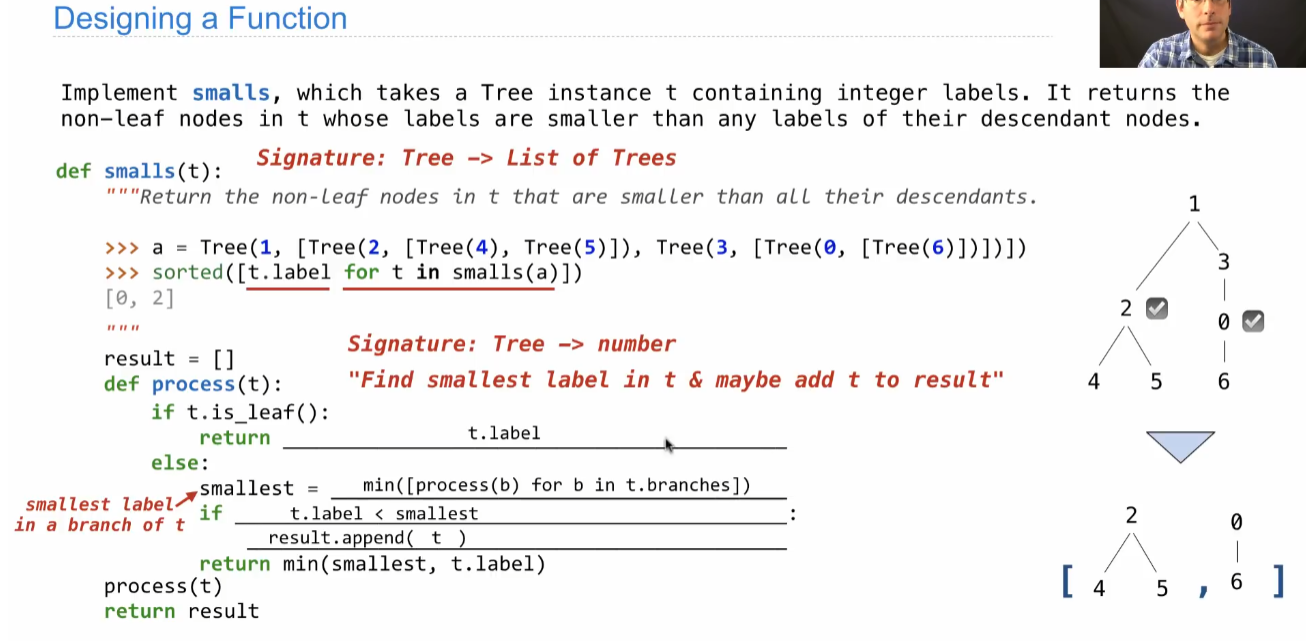 Designing a Function
Implement smalls, which takes a Tree instance t containing integer labels. It returns the
non—leaf nodes in t whose labels are smaller than any labels of their descendant nodes.
Signature: Tree —> List of Trees
def smalls(t):
"""Return the non-leaf nodes in t that are smaller than all their descendants.
>>> a = Tree(1, [Tree(2, [Tree(4), Tree(5)]), Tree(3, [Tree(0, [Tree(6)])])])
>>> sorted([t.label for t in smalls(a)])
[0, 2]
"""
result = []
Signature: Tree —> number
def process(t):
"Find smallest label in t & maybe add t to result"
if t.is_leaf():
return t.label
else:
smallest = min([process(b) for b in t.branches])
smallest label
in a branch of t
if t.label < smallest :
result.append( t )
return min(smallest, t.label)
process(t)
return result
1
3
2
0
4 5 6
2 0
[ 4 5 , 6 ]